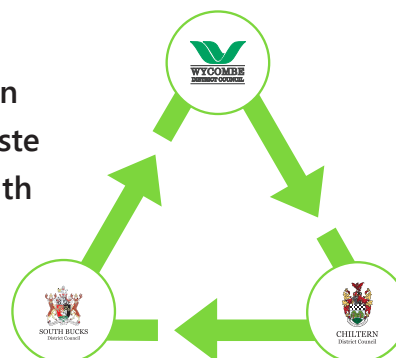 n
ste
th
WYCOMBE
DISTRICT COUNCIL
SOUTH BUCKS
District Council
CHILTERN
District Council